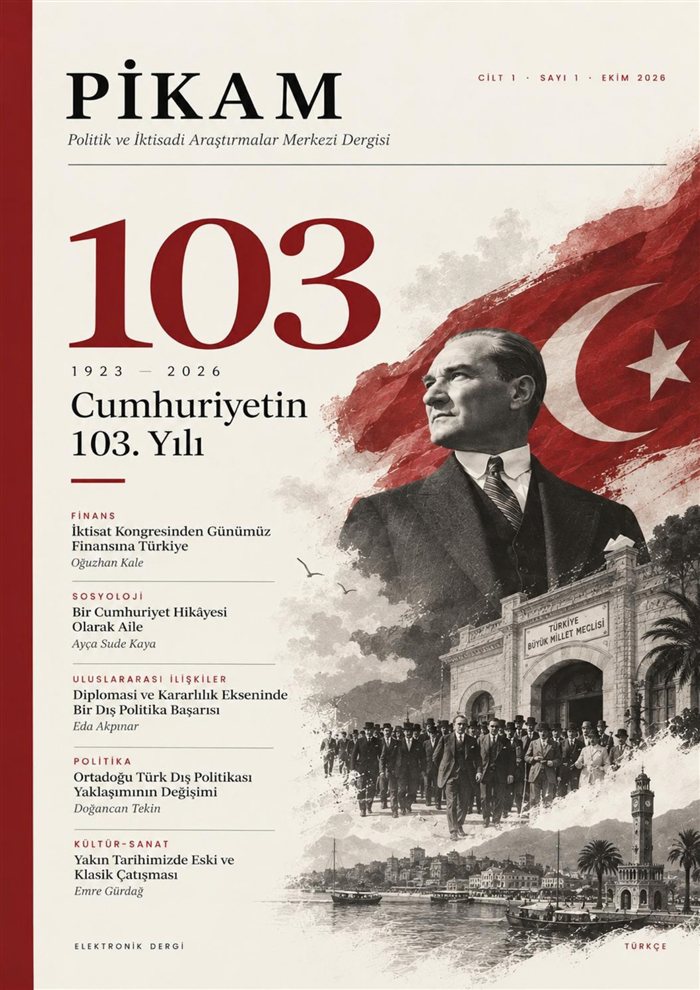 PİKAM
Politik ve İktisadi Araştırmalar Merkezi Dergisi
CİLT 1 · SAYI 1 · EKİM 2026
103
1923 — 2026
Cumhuriyetin
103. Yılı
FİNANS
İktisat Kongresinden Günümüz
Finansına Türkiye
Oğuzhan Kale
SOSYOLOJİ
Bir Cumhuriyet Hikâyesi
Olarak Aile
Ayça Sude Kaya
ULUSLARARASI İLİŞKİLER
Diplomasi ve Kararlılık Ekseninde
Bir Dış Politika Başarısı
Eda Akpınar
POLİTİKA
Ortadoğu Türk Dış Politikası
Yaklaşımının Değişimi
Doğancan Tekin
KÜLTÜR-SANAT
Yakın Tarihimizde Eski ve
Klasik Çatışması
Emre Gürdağ
TÜRKİYE
BÜYÜK MİLLET MECLİSİ
ELEKTRONİK DERGİ
TÜRKÇE